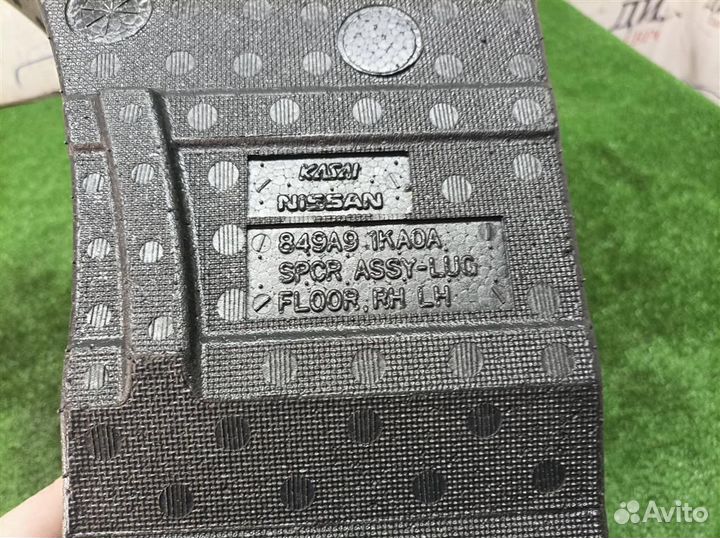 KASAI
NISSAN
849A9 1KA0A
SPCR ASSY-LUG
FLOOR, RH LH
Avito